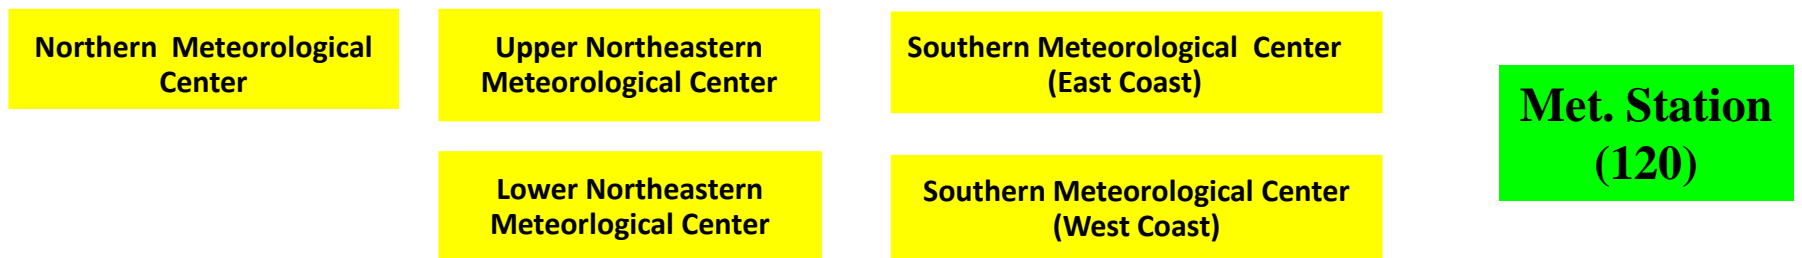 Northern Meteorological
Center
Upper Northeastern
Meteorological Center
Southern Meteorological Center
(East Coast)
Met. Station
(120)
Lower Northeastern
Meteorlogical Center
Southern Meteorological Center
(West Coast)